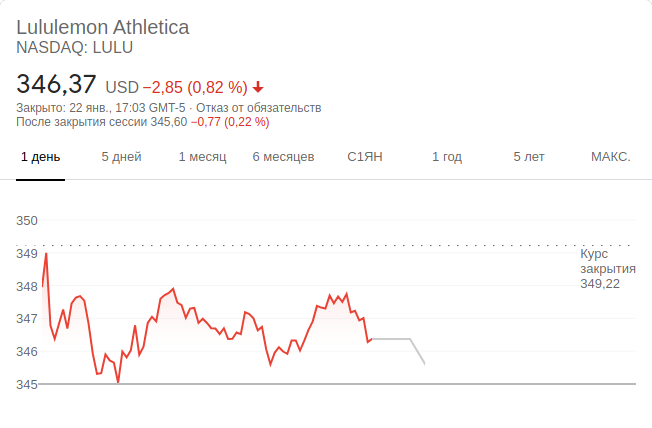 Lululemon Athletica
NASDAQ: LULU
346,37 USD −2,85 (0,82 %)
Закрыто: 22 янв., 17:03 GMT-5 · Отказ от обязательств
После закрытия сессии 345,60 −0,77 (0,22 %)
1 день 5 дней 1 месяц 6 месяцев С1ЯН 1 год 5 лет МАКС.
350
349
Курс
закрытия
349,22
348
347
346
345